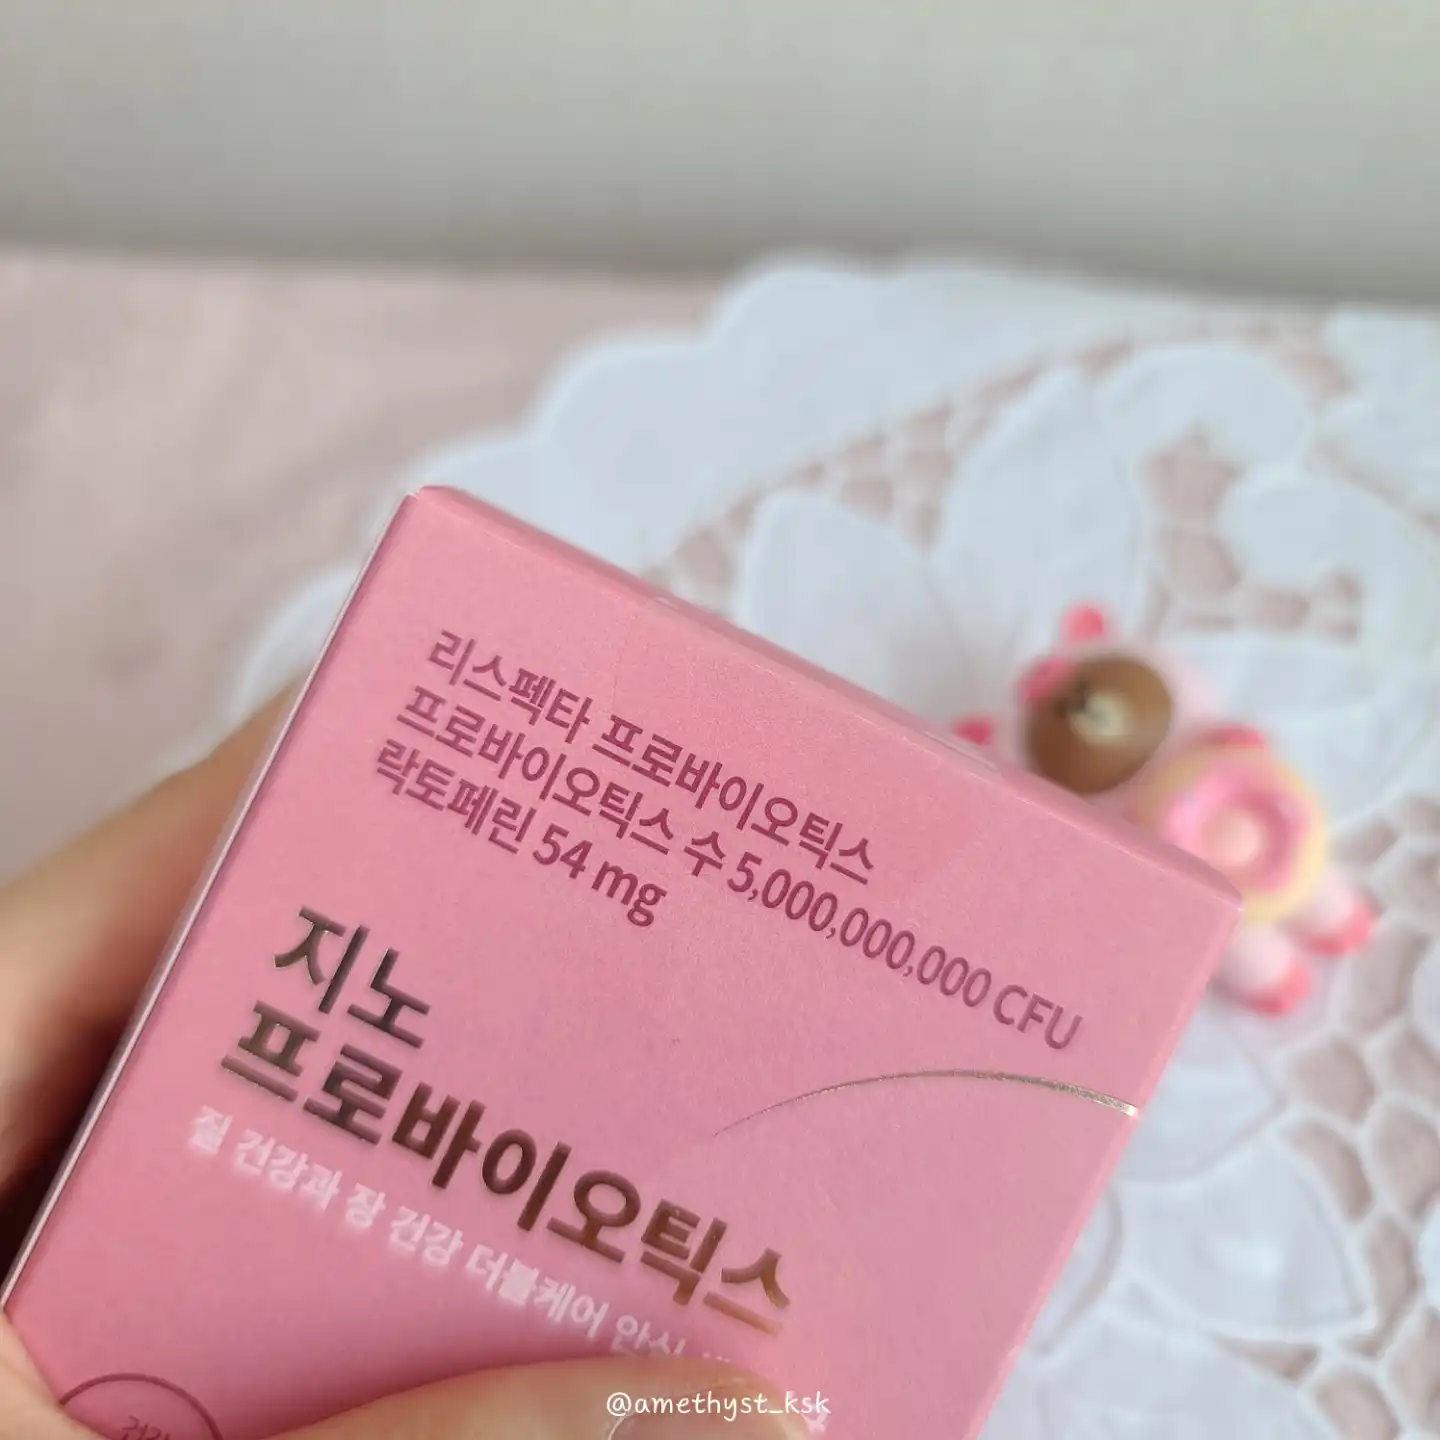 리스펙타 프로바이오틱스
프로바이오틱스 수 5,000,000,000 CFU
락토페린 54 mg
지노
프로바이오틱스
질 건강과 장 건강 더블케어 안심
@amethyst_ksk